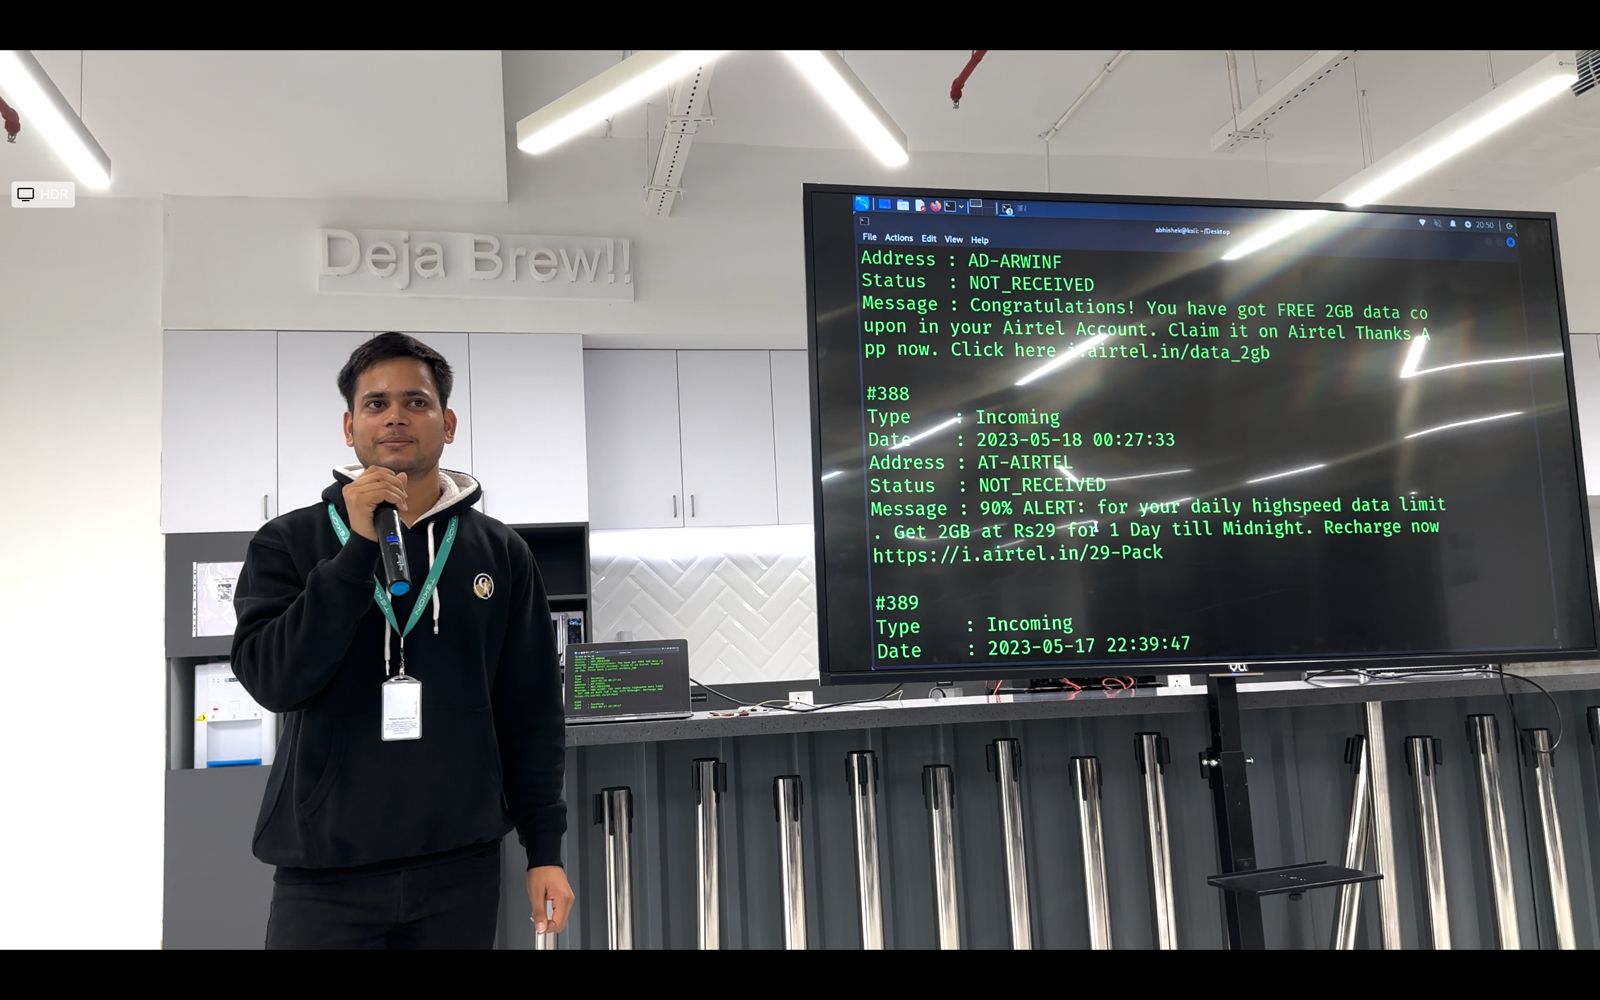 HDR
Deja Brew!!
20:50
abhishek@kali: ~/Desktop
File Actions Edit View Help
Address : AD-ARWINF
Status : NOT_RECEIVED
Message : Congratulations! You have got FREE 2GB data co
upon in your Airtel Account. Claim it on Airtel Thanks A
pp now. Click here i.airtel.in/data_2gb
#388
Type : Incoming
Date : 2023-05-18 00:27:33
Address : AT-AIRTEL
Status : NOT_RECEIVED
Message : 90% ALERT: for your daily highspeed data limit
. Get 2GB at Rs29 for 1 Day till Midnight. Recharge now
https://i.airtel.in/29-Pack
#389
Type : Incoming
Date : 2023-05-17 22:39:47
TEKION